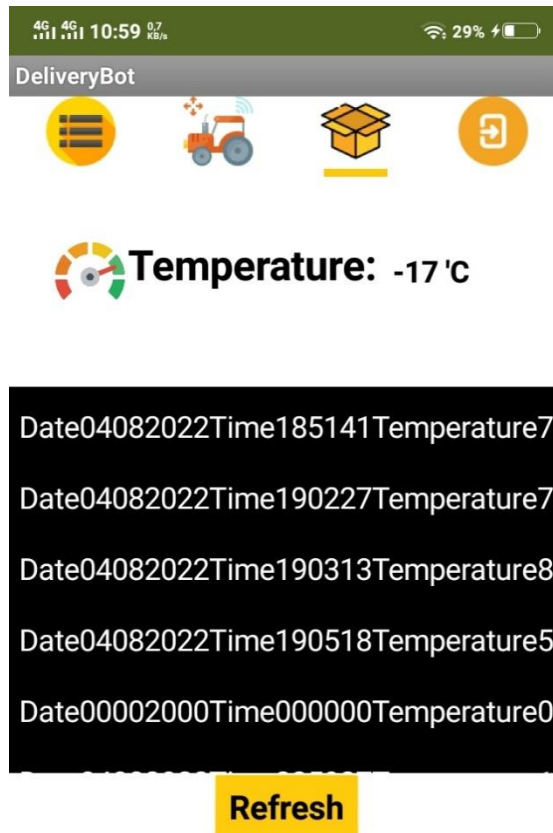 4G 4G 10:59 0,7 KB/s 29%
DeliveryBot
Temperature: -17 'C
Date04082022Time185141Temperature7
Date04082022Time190227Temperature7
Date04082022Time190313Temperature8
Date04082022Time190518Temperature5
Date00002000Time000000Temperature0
Refresh